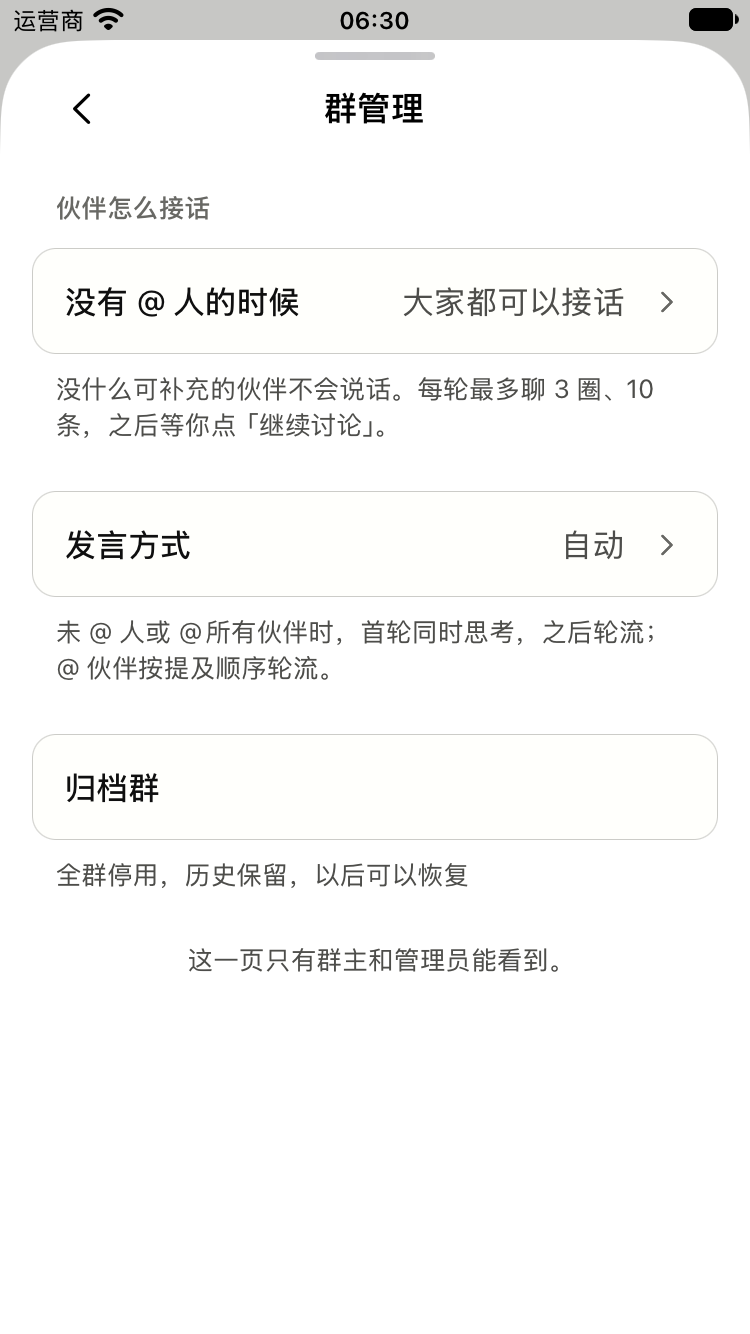 运营商 06:30
群管理
伙伴怎么接话
没有 @ 人的时候 大家都可以接话
没什么可补充的伙伴不会说话。每轮最多聊 3 圈、10
条，之后等你点「继续讨论」。
发言方式 自动
未 @ 人或 @所有伙伴时，首轮同时思考，之后轮流；
@ 伙伴按提及顺序轮流。
归档群
全群停用，历史保留，以后可以恢复
这一页只有群主和管理员能看到。